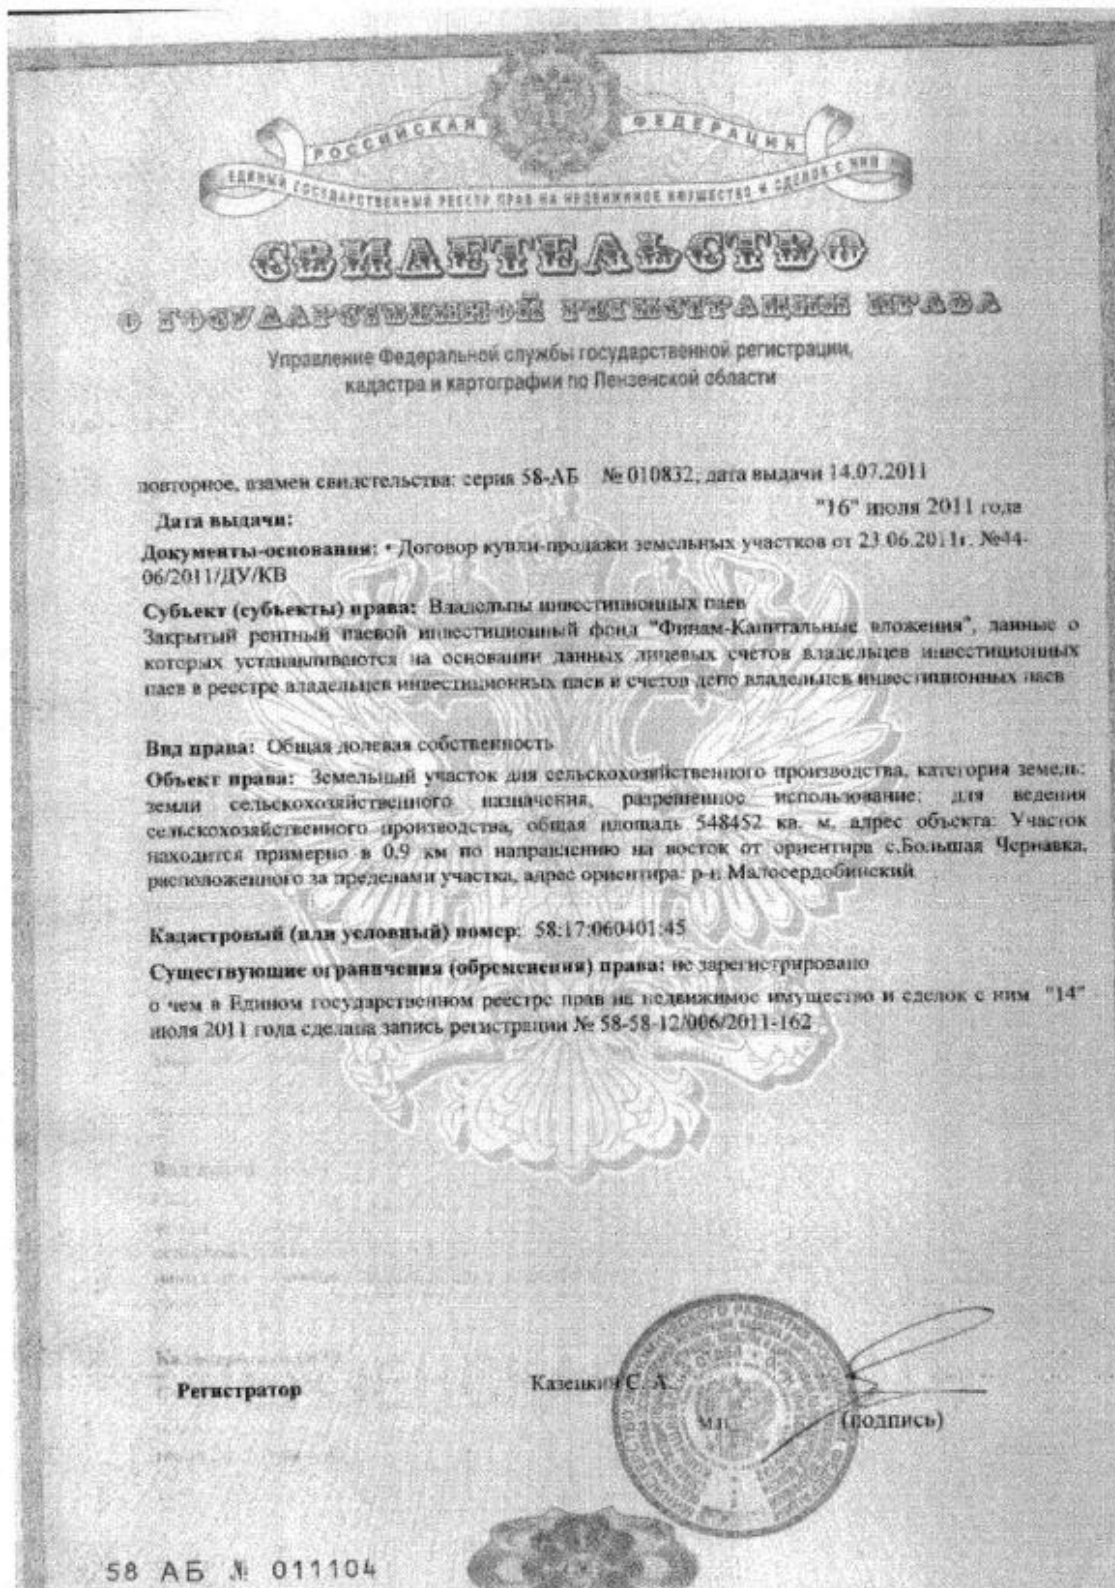 РОССИЙСКАЯ ФЕДЕРАЦИЯ
ЕДИНЫЙ ГОСУДАРСТВЕННЫЙ РЕЕСТР ПРАВ НА НЕДВИЖИМОЕ ИМУЩЕСТВО И СДЕЛОК С НИМ
СВИДЕТЕЛЬСТВО
О ГОСУДАРСТВЕННОЙ РЕГИСТРАЦИИ ПРАВА
Управление Федеральной службы государственной регистрации,
кадастра и картографии по Пензенской области
повторное, взамен свидетельства: серия 58-АБ № 010832, дата выдачи 14.07.2011
Дата выдачи: "16" июля 2011 года
Документы-основания: • Договор купли-продажи земельных участков от 23.06.2011г. №44-
06/2011/ДУ/КВ
Субъект (субъекты) права: Владельцы инвестиционных паев
Закрытый рентный паевой инвестиционный фонд "Финам-Капитальные вложения", данные о
которых устанавливаются на основании данных лицевых счетов владельцев инвестиционных
паев в реестре владельцев инвестиционных паев и счетов депо владельцев инвестиционных паев
Вид права: Общая долевая собственность
Объект права: Земельный участок для сельскохозяйственного производства, категория земель:
земли сельскохозяйственного назначения, разрешенное использование: для ведения
сельскохозяйственного производства, общая площадь 548452 кв. м, адрес объекта: Участок
находится примерно в 0,9 км по направлению на восток от ориентира с.Большая Чернавка,
расположенного за пределами участка, адрес ориентира: р-н Малосердобинский
Кадастровый (или условный) номер: 58:17:060401:45
Существующие ограничения (обременения) права: не зарегистрировано
о чем в Едином государственном реестре прав на недвижимое имущество и сделок с ним "14"
июля 2011 года сделана запись регистрации № 58-58-12/006/2011-162
Регистратор Казецкин С. А.
М.П. (подпись)
58 АБ № 011104